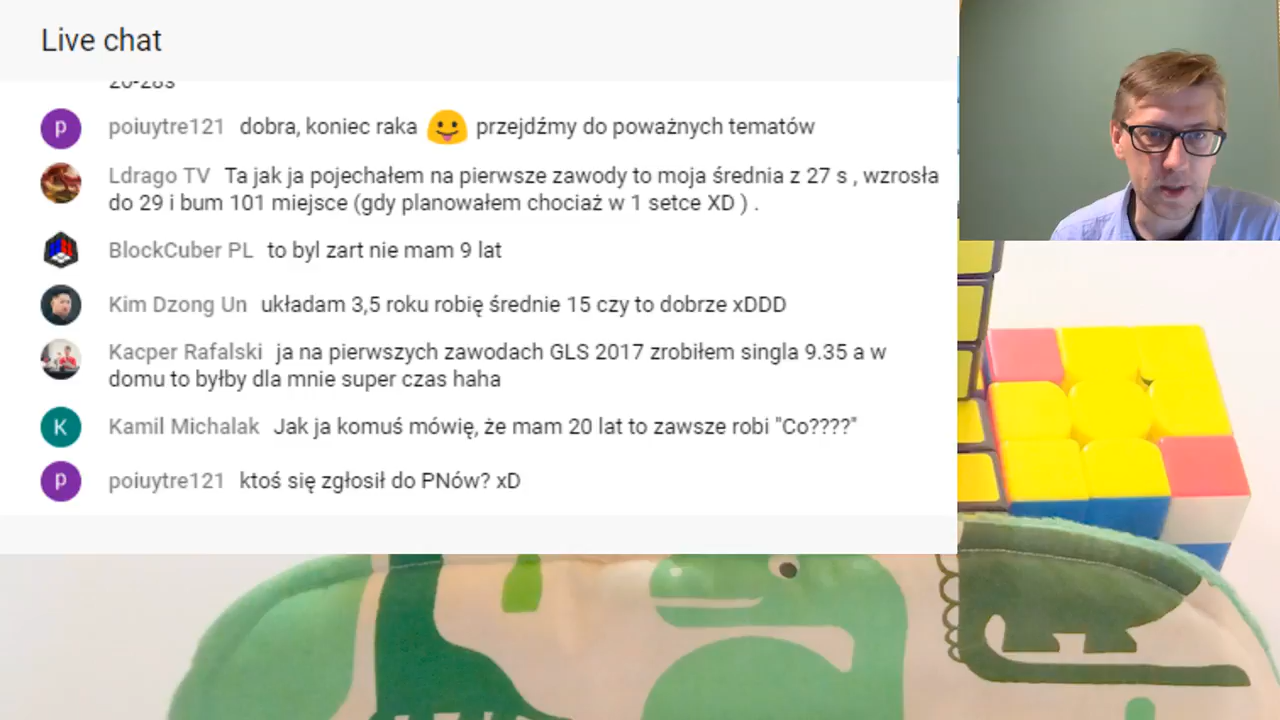 Live chat
20-28s
poiuytre121 dobra, koniec raka 😛 przejdźmy do poważnych tematów
Ldrago TV Ta jak ja pojechałem na pierwsze zawody to moja średnia z 27 s , wzrosła
do 29 i bum 101 miejsce (gdy planowałem chociaż w 1 setce XD ) .
BlockCuber PL to byl zart nie mam 9 lat
Kim Dzong Un układam 3,5 roku robię średnie 15 czy to dobrze xDDD
Kacper Rafalski ja na pierwszych zawodach GLS 2017 zrobiłem singla 9.35 a w
domu to byłby dla mnie super czas haha
K Kamil Michalak Jak ja komuś mówię, że mam 20 lat to zawsze robi "Co????"
poiuytre121 ktoś się zgłosił do PNów? xD